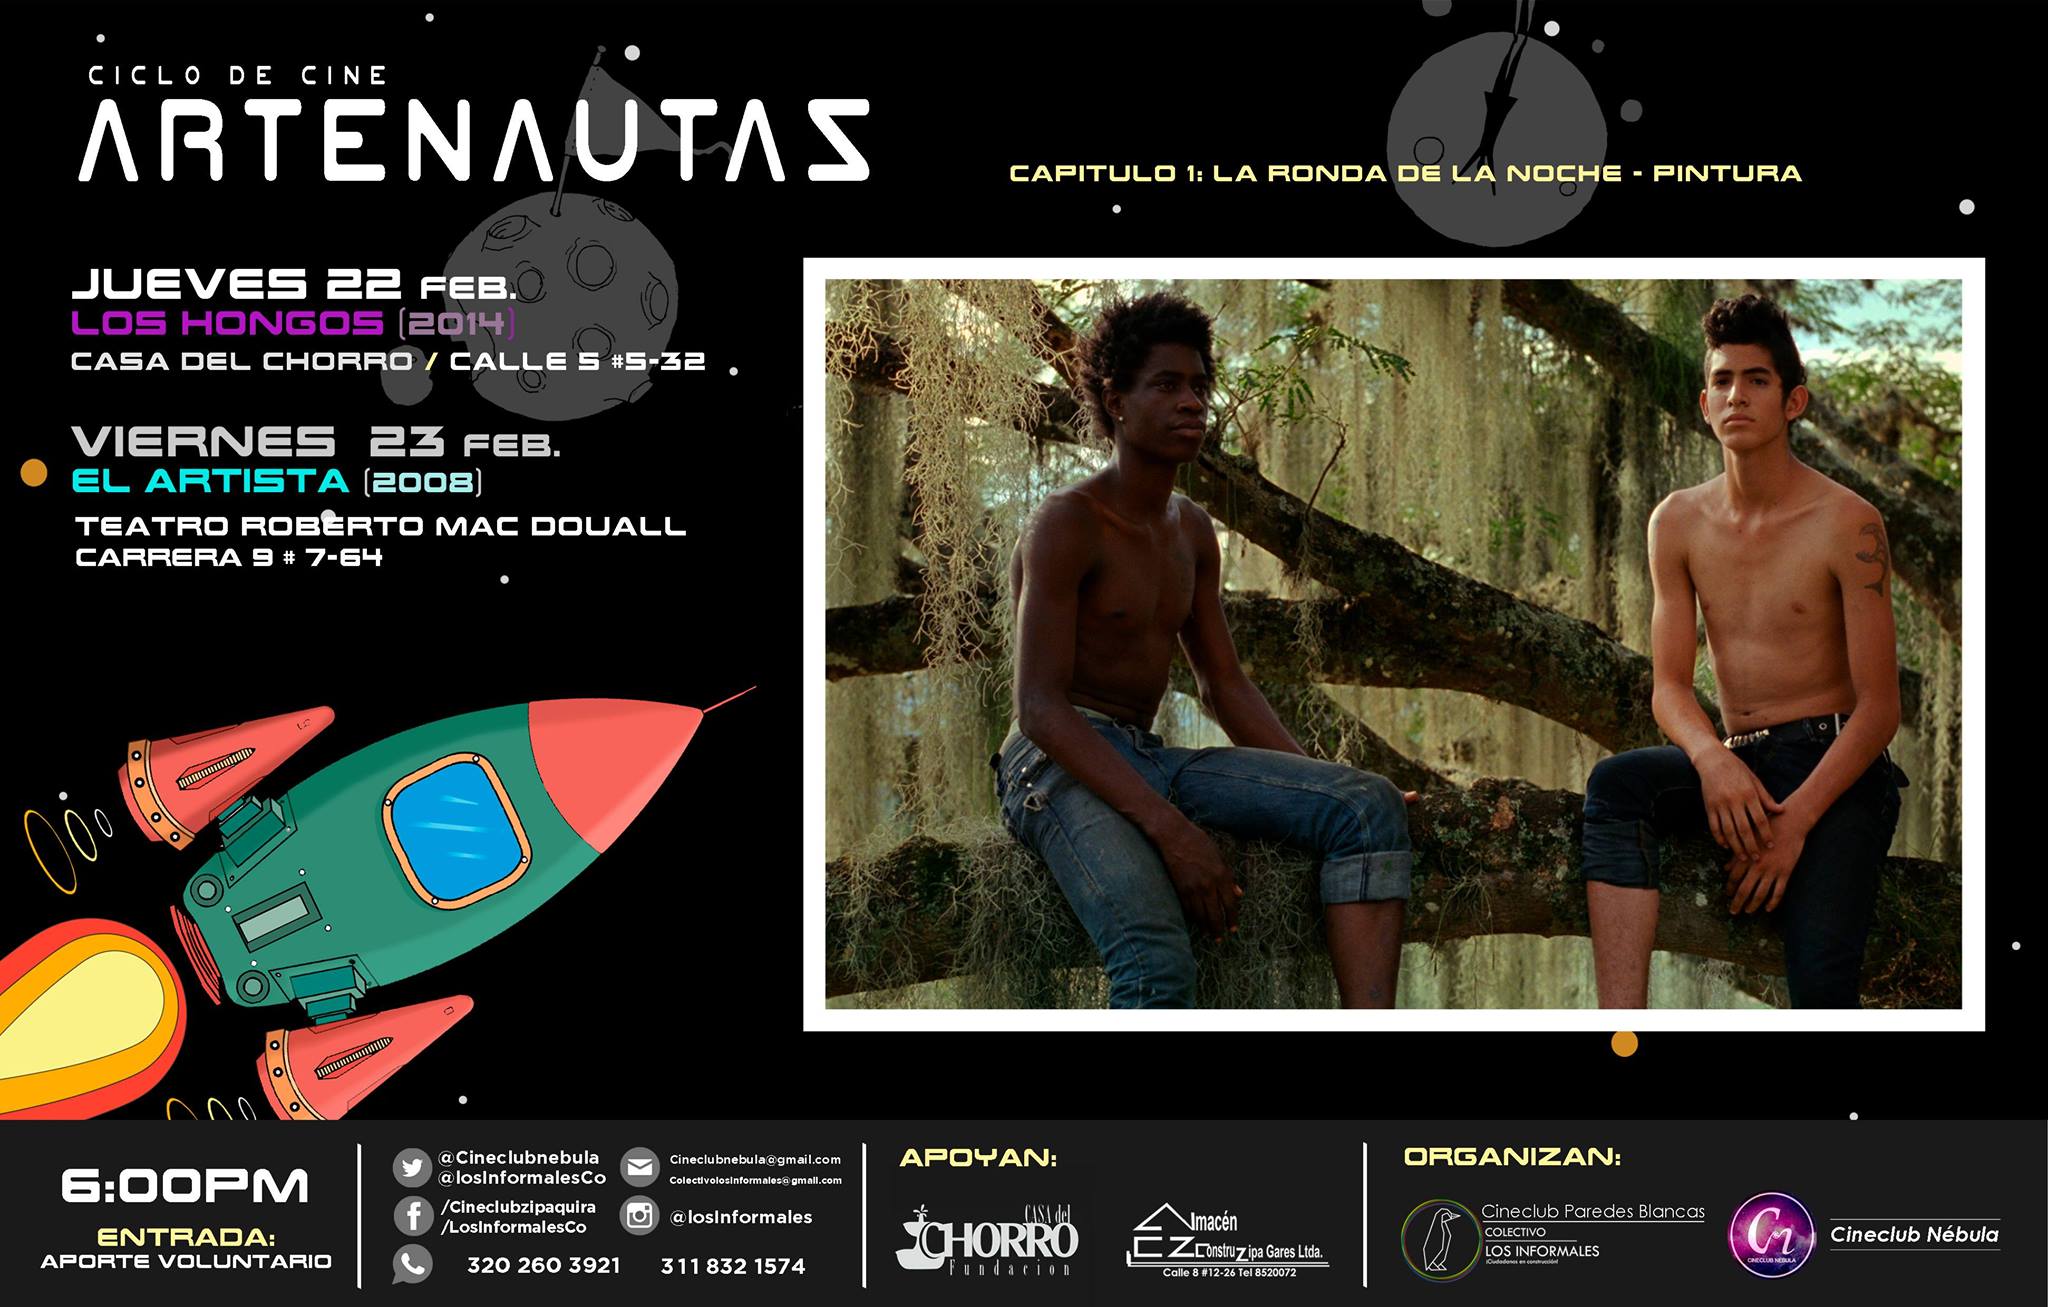 CICLO DE CINE
ARTENAUTAS
CAPITULO 1: LA RONDA DE LA NOCHE - PINTURA
JUEVES 22 FEB.
LOS HONGOS (2014)
CASA DEL CHORRO / CALLE 5 #5-32
VIERNES 23 FEB.
EL ARTISTA (2008)
TEATRO ROBERTO MAC DOUALL
CARRERA 9 # 7-64
6:00PM
ENTRADA:
APORTE VOLUNTARIO
@Cineclubnebula
@losInformalesCo
/Cineclubzipaquira
/LosInformalesCo
320 260 3921
Cineclubnebula@gmail.com
Colectivolosinformales@gmail.com
@losInformales
311 832 1574
APOYAN:
CASA del
CHORRO
Fundacion
Almacén
EZ ConstruZipa Gares Ltda.
Calle 8 #12-26 Tel 8520072
ORGANIZAN:
Cineclub Paredes Blancas
COLECTIVO
LOS INFORMALES
¡Ciudadanos en construcción!
Cn
CINECLUB NÉBULA
Cineclub Nébula